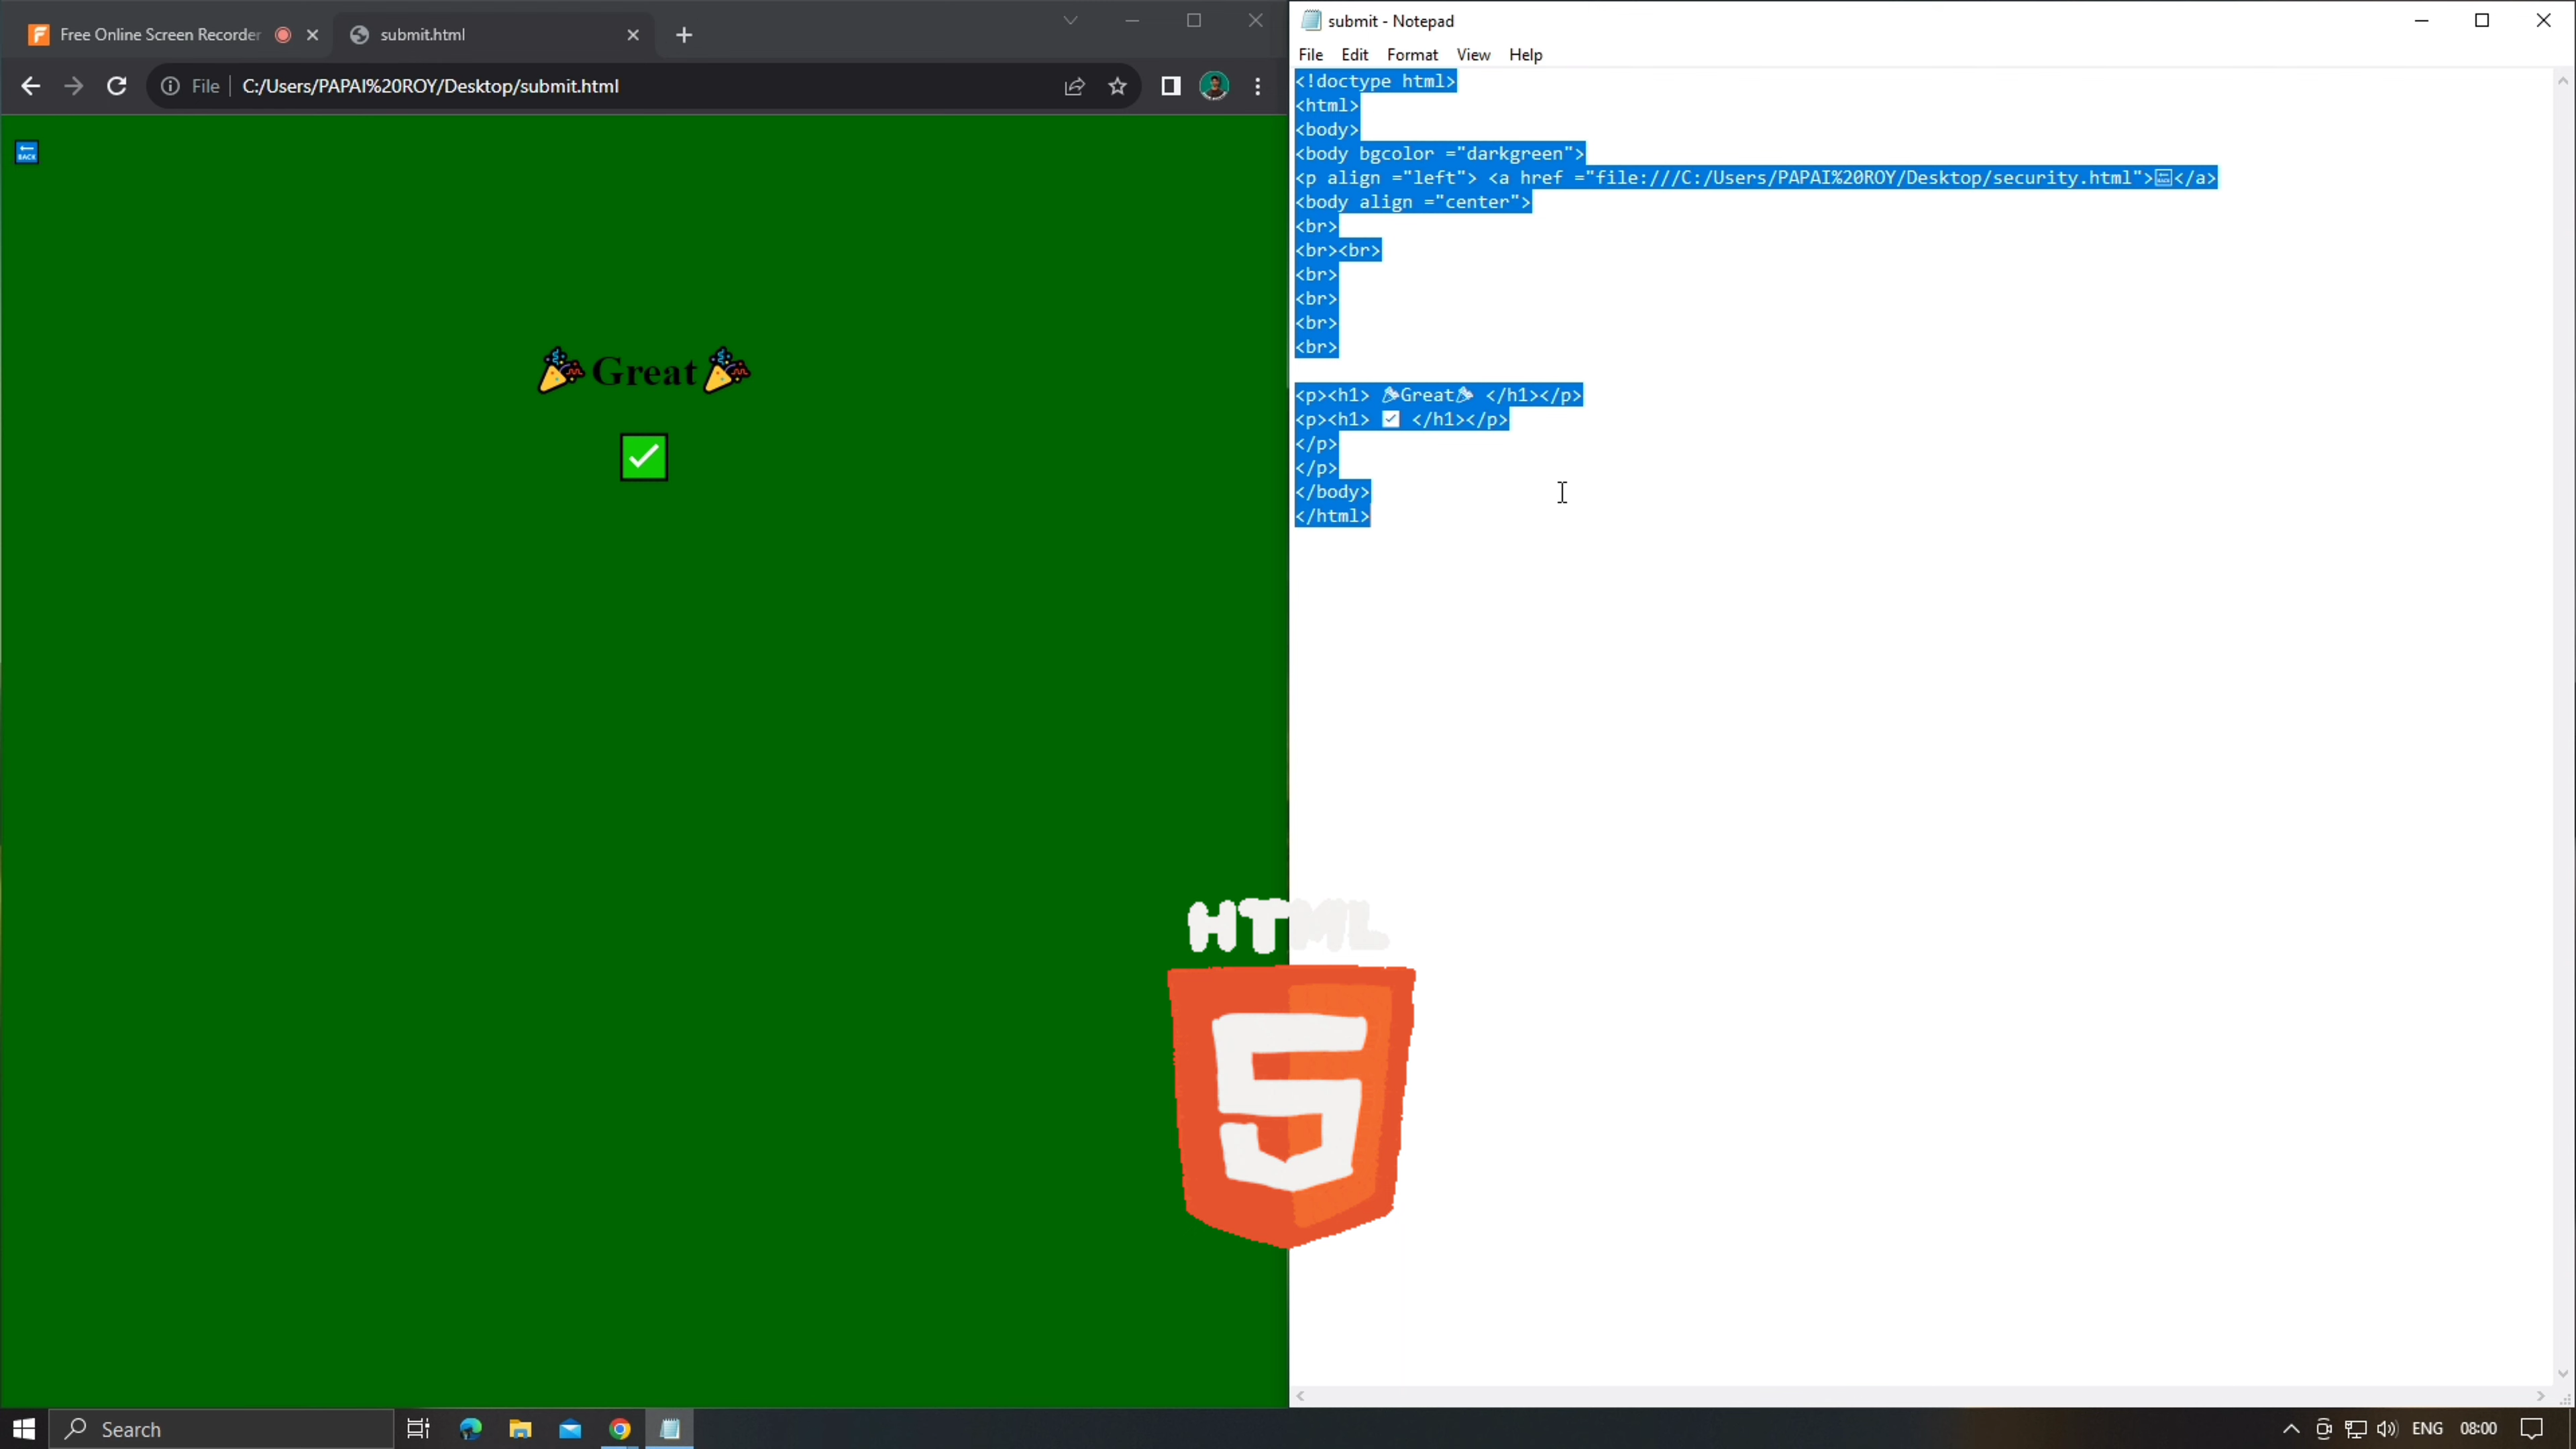 Free Online Screen Recorder
submit.html
File C:/Users/PAPAI%20ROY/Desktop/submit.html
BACK
🎉Great🎉
✅
submit - Notepad
File Edit Format View Help
<!doctype html>
<html>
<body>
<body bgcolor ="darkgreen">
<p align ="left"> <a href ="file:///C:/Users/PAPAI%20ROY/Desktop/security.html">🔙</a>
<body align ="center">
<br>
<br><br>
<br>
<br>
<br>
<br>
<p><h1> 🎉Great🎉 </h1></p>
<p><h1> ✅ </h1></p>
</p>
</p>
</body>
</html>
HTML
5
Search
ENG 08:00